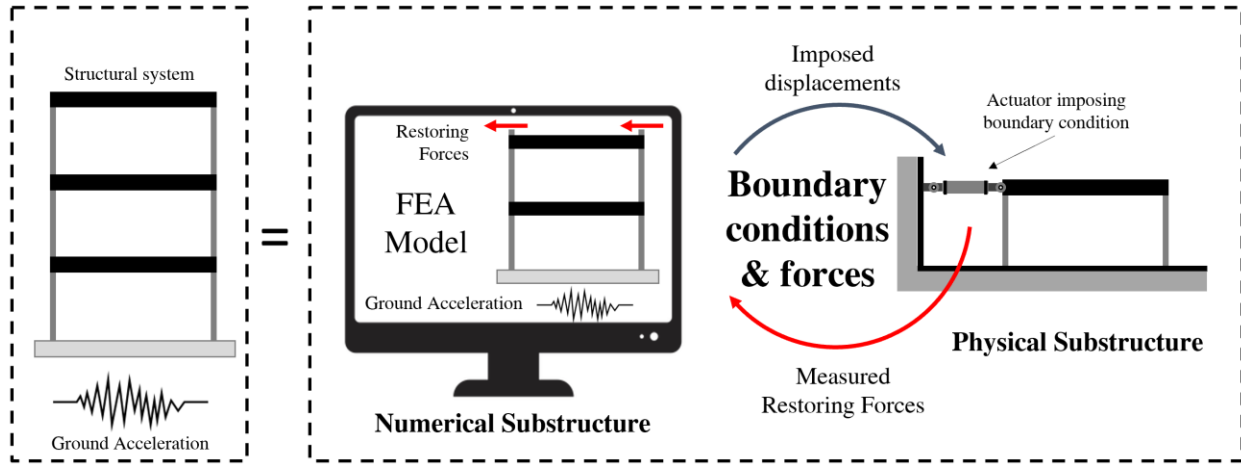 Structural system
Ground Acceleration
=
Restoring
Forces
FEA
Model
Ground Acceleration
Numerical Substructure
Imposed
displacements
Boundary
conditions
& forces
Measured
Restoring Forces
Actuator imposing
boundary condition
Physical Substructure